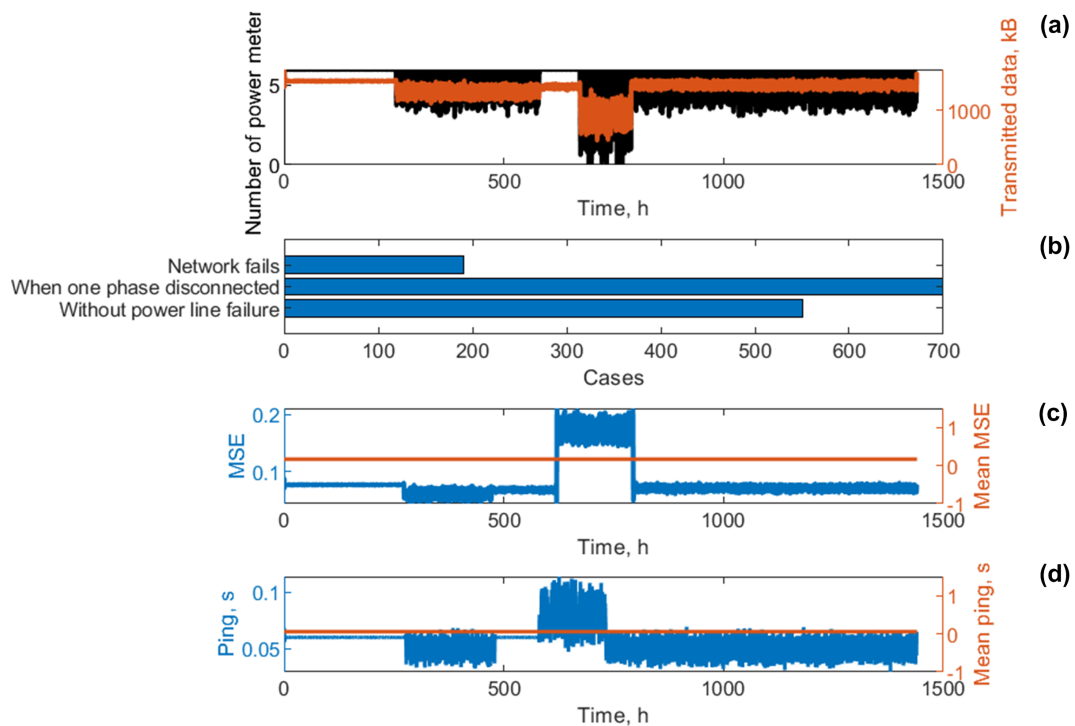 (a)
Number of power meter
Transmitted data, kB
5
0
1000
0
0 500 1000 1500
Time, h
(b)
Network fails
When one phase disconnected
Without power line failure
0 100 200 300 400 500 600 700
Cases
(c)
MSE
Mean MSE
0.2
0.1
1
0
-1
0 500 1000 1500
Time, h
(d)
Ping, s
Mean ping, s
0.1
0.05
1
0
-1
0 500 1000 1500
Time, h